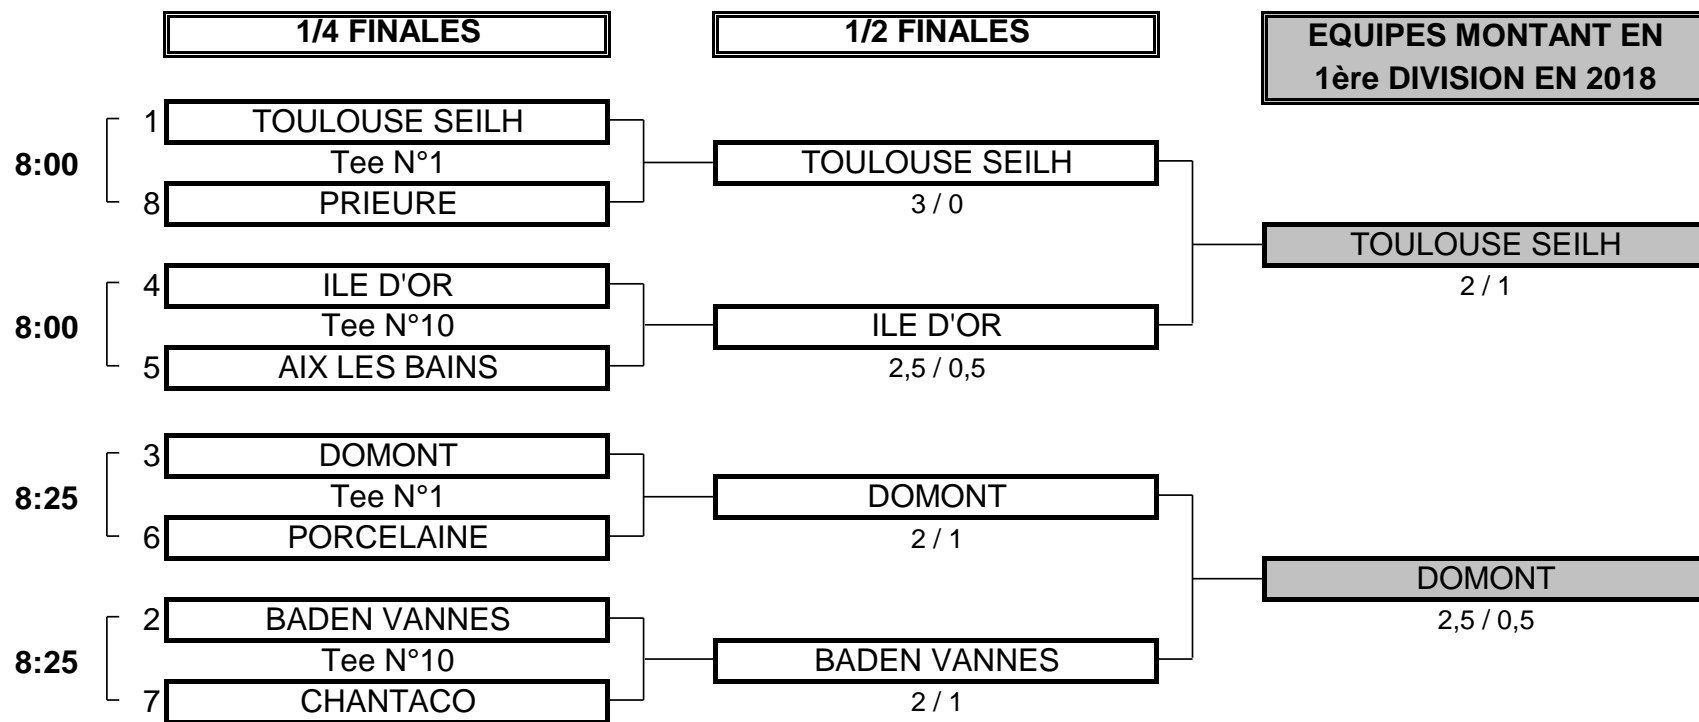 1/4 FINALES
1/2 FINALES
EQUIPES MONTANT EN
1ère DIVISION EN 2018
8:00
1 TOULOUSE SEILH
Tee N°1
8 PRIEURE
TOULOUSE SEILH
3 / 0
8:00
4 ILE D'OR
Tee N°10
5 AIX LES BAINS
ILE D'OR
2,5 / 0,5
TOULOUSE SEILH
2 / 1
8:25
3 DOMONT
Tee N°1
6 PORCELAINE
DOMONT
2 / 1
8:25
2 BADEN VANNES
Tee N°10
7 CHANTACO
BADEN VANNES
2 / 1
DOMONT
2,5 / 0,5